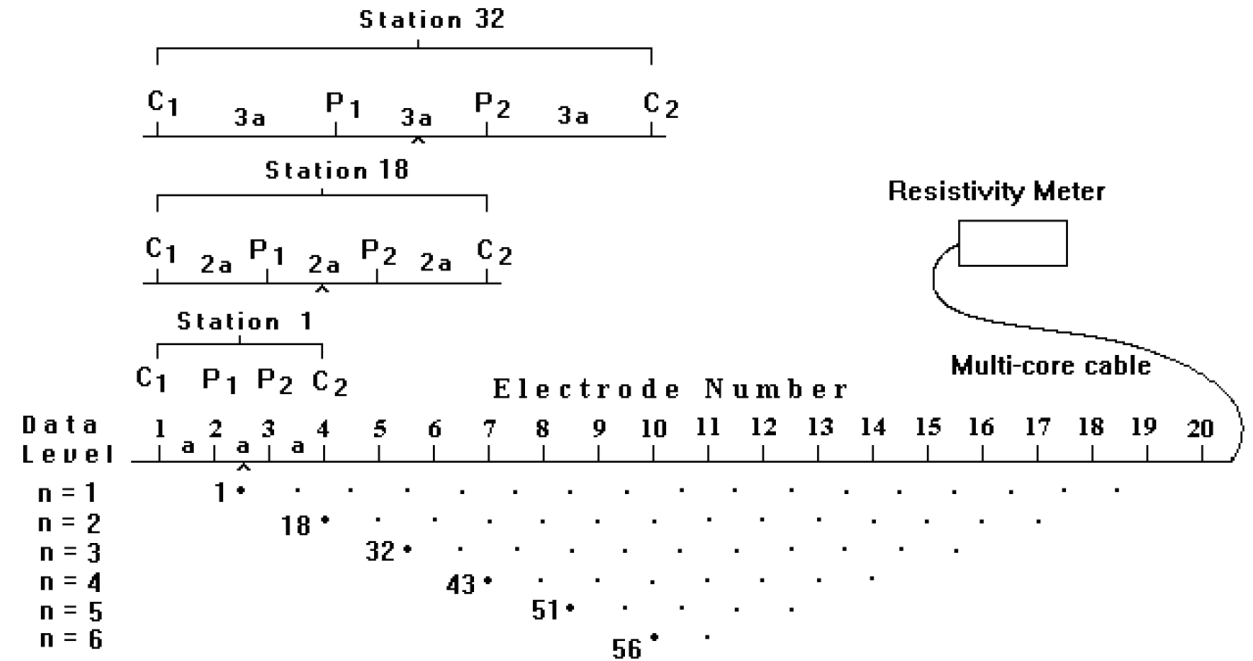 Station 32
C1 3a P1 3a P2 3a C2
Station 18
C1 2a P1 2a P2 2a C2
Resistivity Meter
Station 1
C1 P1 P2 C2
Multi-core cable
Electrode Number
Data Level
1 2 3 4 5 6 7 8 9 10 11 12 13 14 15 16 17 18 19 20
a a a
n = 1 1
n = 2 18
n = 3 32
n = 4 43
n = 5 51
n = 6 56